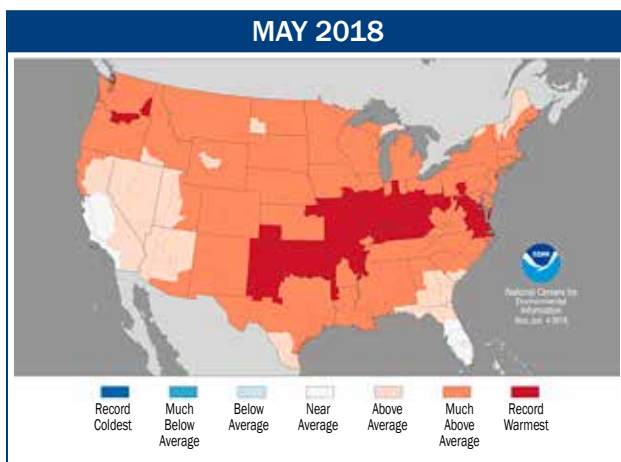 MAY 2018
NOAA
National Centers for
Environmental
Information
Record
Coldest
Much
Below
Average
Below
Average
Near
Average
Above
Average
Much
Above
Average
Record
Warmest